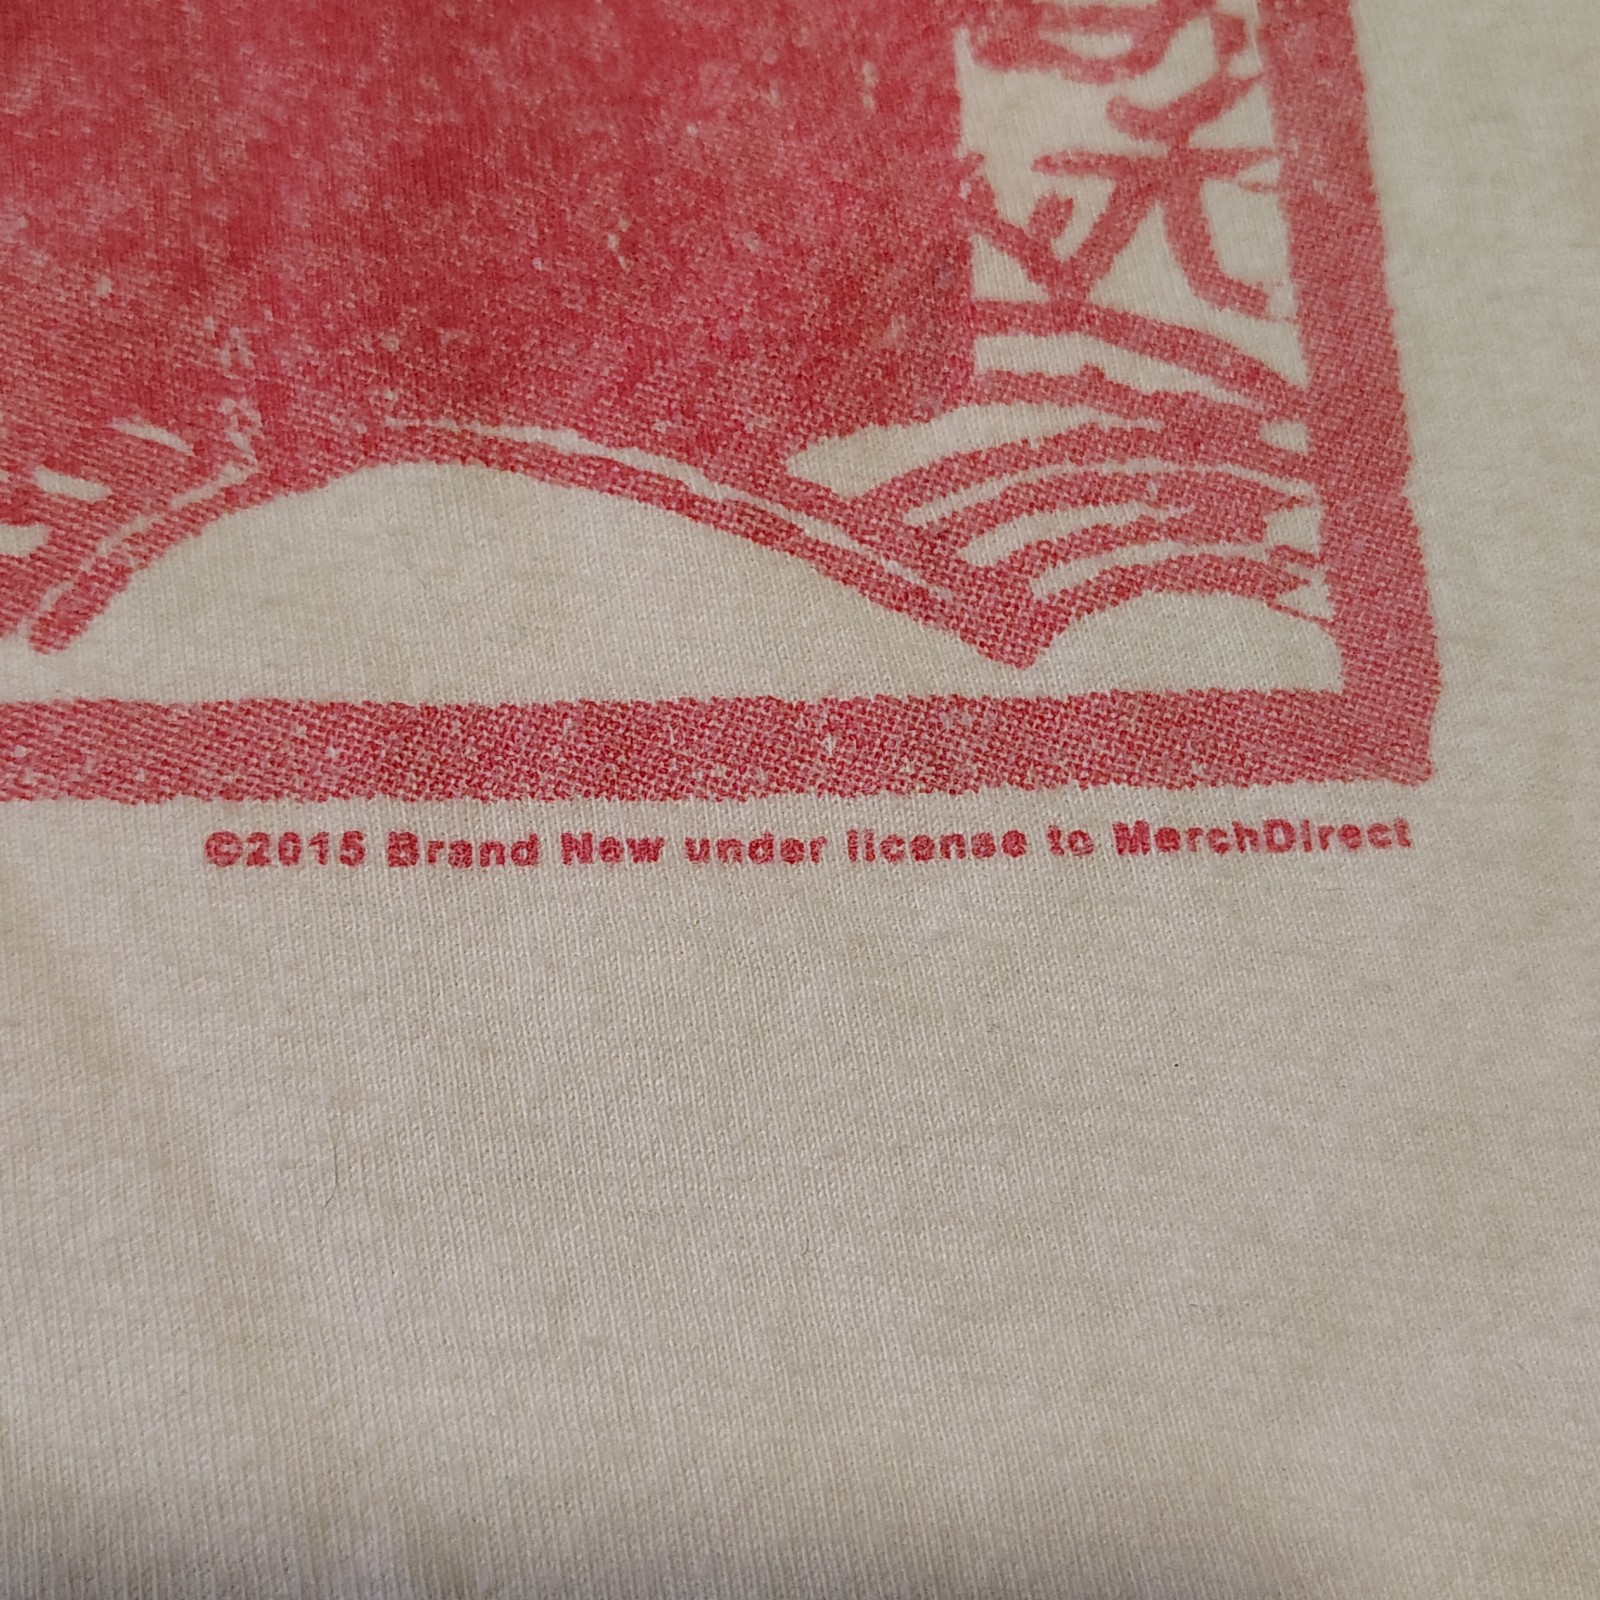 ©2015 Brand New under license to MerchDirect